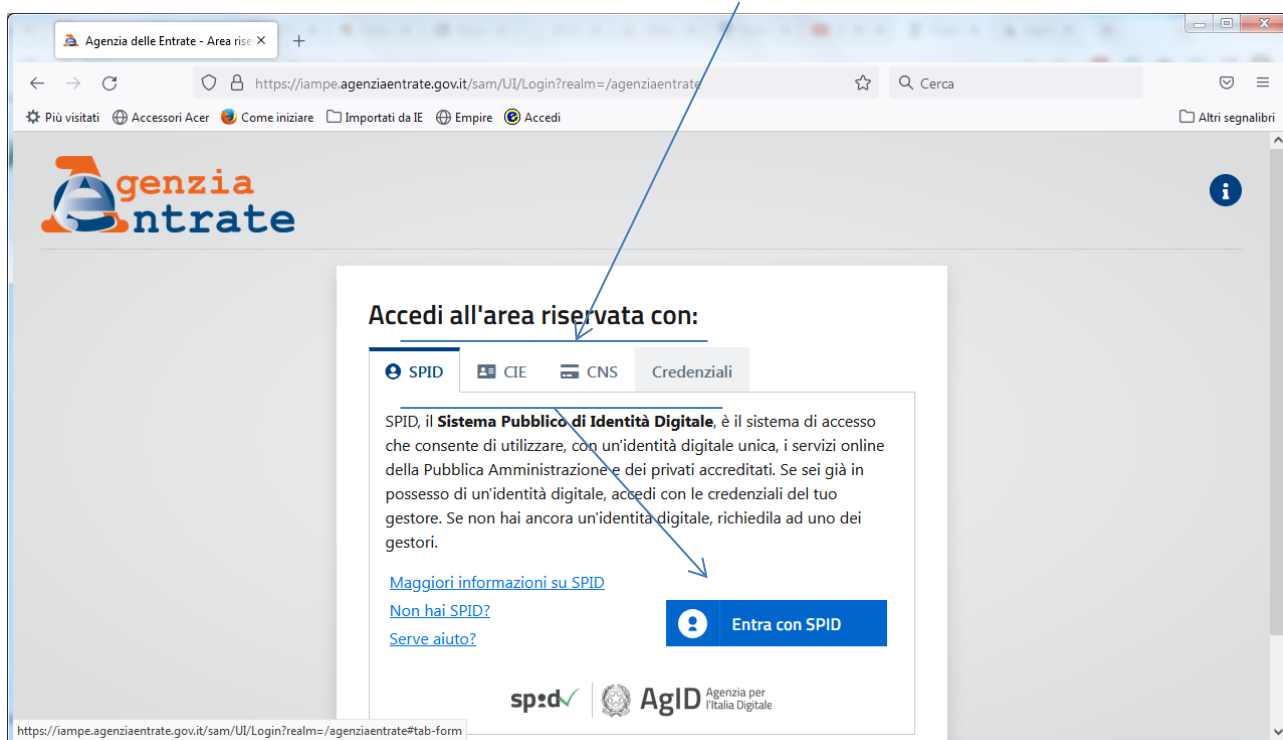 Agenzia delle Entrate - Area rise
https://iampe.agenziaentrate.gov.it/sam/UI/Login?realm=/agenziaentrate
Cerca
Più visitati Accessori Acer Come iniziare Importati da IE Empire Accedi Altri segnalibri
Agenzia
Entrate
Accedi all'area riservata con:
SPID CIE CNS Credenziali
SPID, il Sistema Pubblico di Identità Digitale, è il sistema di accesso
che consente di utilizzare, con un'identità digitale unica, i servizi online
della Pubblica Amministrazione e dei privati accreditati. Se sei già in
possesso di un'identità digitale, accedi con le credenziali del tuo
gestore. Se non hai ancora un'identità digitale, richiedila ad uno dei
gestori.
Maggiori informazioni su SPID
Non hai SPID?
Serve aiuto?
Entra con SPID
spid AgID Agenzia per
l'Italia Digitale
https://iampe.agenziaentrate.gov.it/sam/UI/Login?realm=/agenziaentrate#tab-form